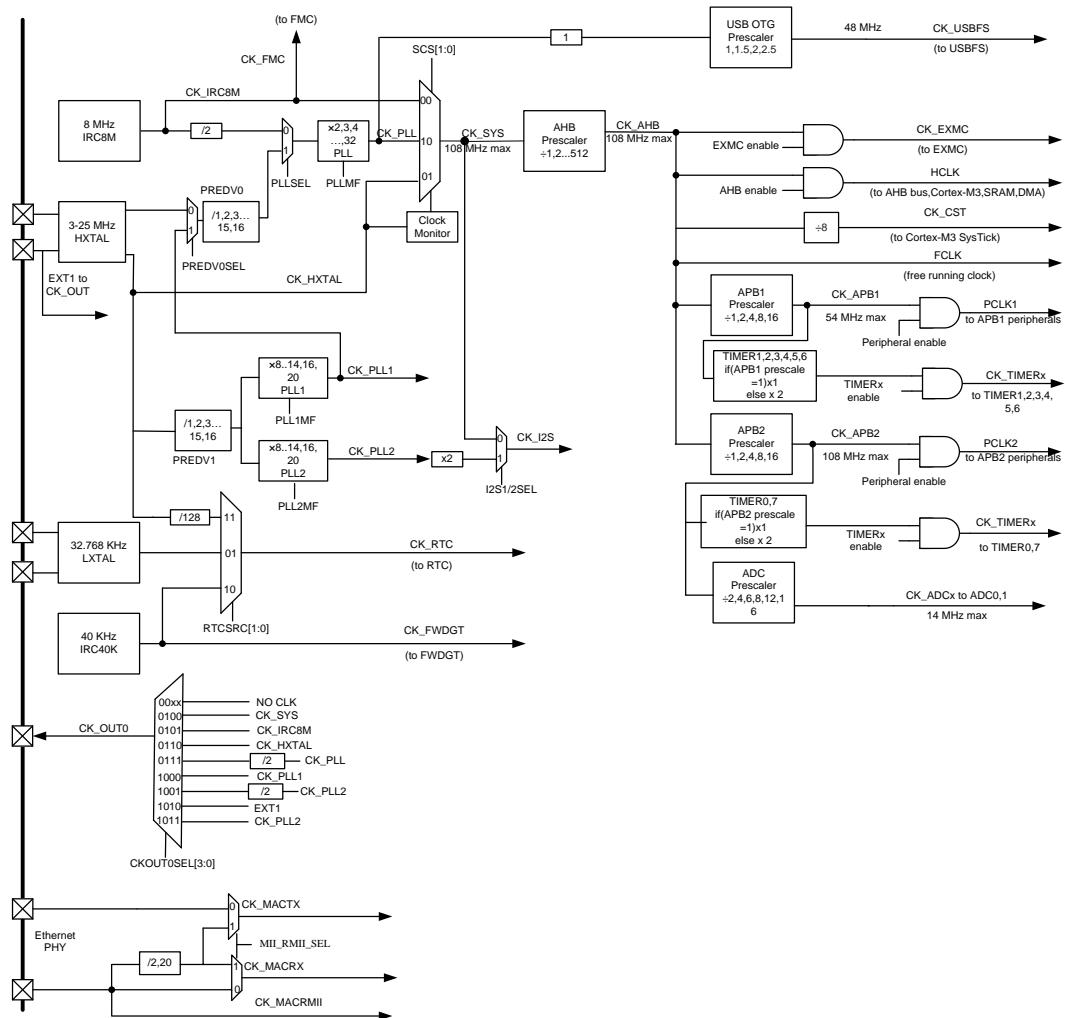 (to FMC)
CK_FMC
SCS[1:0]
1
USB OTG
Prescaler
1,1.5,2,2.5
48 MHz
CK_USBFS
(to USBFS)
CK_IRC8M
8 MHz
IRC8M
/2
0
1
PLLSEL
×2,3,4
…,32
PLL
PLLMF
CK_PLL
00
10
01
CK_SYS
108 MHz max
AHB
Prescaler
÷1,2...512
CK_AHB
108 MHz max
EXMC enable
CK_EXMC
(to EXMC)
AHB enable
HCLK
(to AHB bus,Cortex-M3,SRAM,DMA)
÷8
CK_CST
(to Cortex-M3 SysTick)
FCLK
(free running clock)
Clock
Monitor
PREDV0
3-25 MHz
HXTAL
0
1
/1,2,3…
15,16
PREDV0SEL
EXT1 to
CK_OUT
CK_HXTAL
APB1
Prescaler
÷1,2,4,8,16
CK_APB1
54 MHz max
Peripheral enable
PCLK1
to APB1 peripherals
TIMER1,2,3,4,5,6
if(APB1 prescale
=1)x1
else x 2
TIMERx
enable
CK_TIMERx
to TIMER1,2,3,4,
5,6
×8..14,16,
20
PLL1
PLL1MF
CK_PLL1
/1,2,3…
15,16
PREDV1
×8..14,16,
20
PLL2
PLL2MF
CK_PLL2
x2
0
1
CK_I2S
I2S1/2SEL
APB2
Prescaler
÷1,2,4,8,16
CK_APB2
108 MHz max
Peripheral enable
PCLK2
to APB2 peripherals
TIMER0,7
if(APB2 prescale
=1)x1
else x 2
TIMERx
enable
CK_TIMERx
to TIMER0,7
ADC
Prescaler
÷2,4,6,8,12,1
6
CK_ADCx to ADC0,1
14 MHz max
/128
11
01
10
32.768 KHz
LXTAL
CK_RTC
(to RTC)
RTCSRC[1:0]
40 KHz
IRC40K
CK_FWDGT
(to FWDGT)
CK_OUT0
00xx
NO CLK
0100
CK_SYS
0101
CK_IRC8M
0110
CK_HXTAL
0111
/2
CK_PLL
1000
CK_PLL1
1001
/2
CK_PLL2
1010
EXT1
1011
CK_PLL2
CKOUT0SEL[3:0]
Ethernet
PHY
0
1
CK_MACTX
MII_RMII_SEL
/2,20
1
0
CK_MACRX
CK_MACRMII